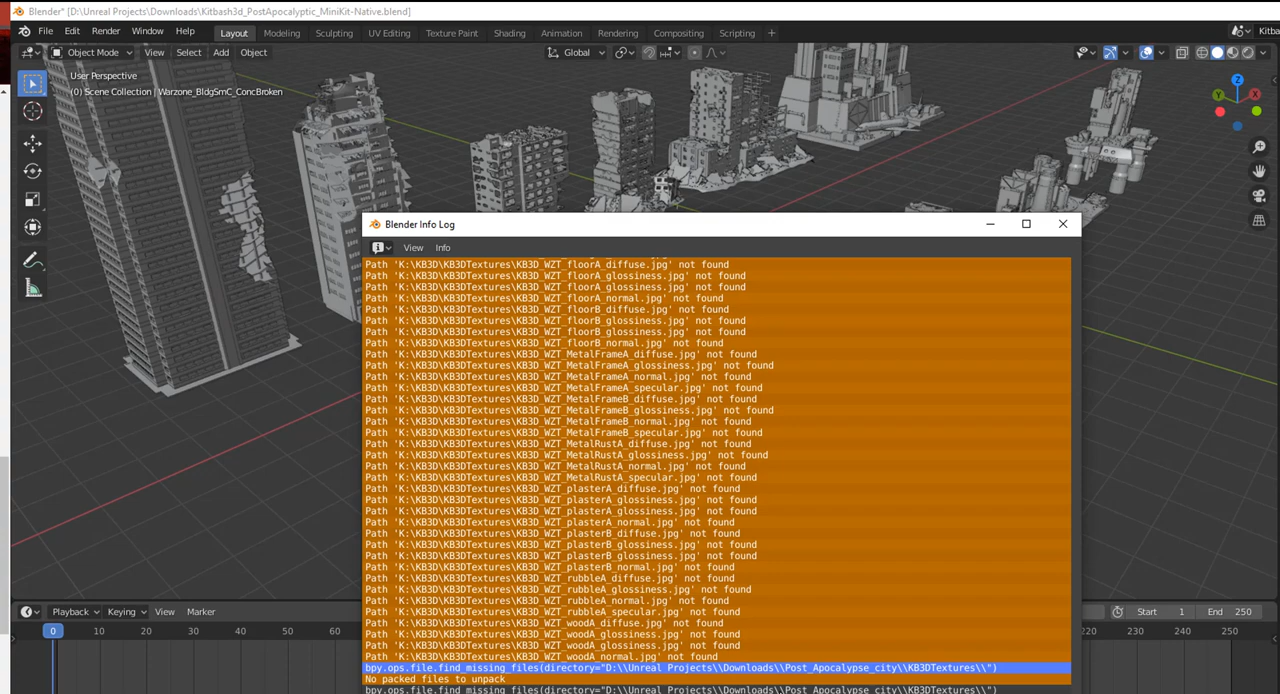 Blender* [D:\Unreal Projects\Downloads\Kitbash3d_PostApocalyptic_MiniKit-Native.blend]
File Edit Render Window Help Layout Modeling Sculpting UV Editing Texture Paint Shading Animation Rendering Compositing Scripting + Kitba
Object Mode View Select Add Object Global
User Perspective
(0) Scene Collection | Warzone_BldgSmC_ConcBroken
Z
Y X
Blender Info Log
View Info
Path 'K:\KB3D\KB3DTextures\KB3D_WZT_floorA_diffuse.jpg' not found
Path 'K:\KB3D\KB3DTextures\KB3D_WZT_floorA_glossiness.jpg' not found
Path 'K:\KB3D\KB3DTextures\KB3D_WZT_floorA_glossiness.jpg' not found
Path 'K:\KB3D\KB3DTextures\KB3D_WZT_floorA_normal.jpg' not found
Path 'K:\KB3D\KB3DTextures\KB3D_WZT_floorB_diffuse.jpg' not found
Path 'K:\KB3D\KB3DTextures\KB3D_WZT_floorB_glossiness.jpg' not found
Path 'K:\KB3D\KB3DTextures\KB3D_WZT_floorB_glossiness.jpg' not found
Path 'K:\KB3D\KB3DTextures\KB3D_WZT_floorB_normal.jpg' not found
Path 'K:\KB3D\KB3DTextures\KB3D_WZT_MetalFrameA_diffuse.jpg' not found
Path 'K:\KB3D\KB3DTextures\KB3D_WZT_MetalFrameA_glossiness.jpg' not found
Path 'K:\KB3D\KB3DTextures\KB3D_WZT_MetalFrameA_normal.jpg' not found
Path 'K:\KB3D\KB3DTextures\KB3D_WZT_MetalFrameA_specular.jpg' not found
Path 'K:\KB3D\KB3DTextures\KB3D_WZT_MetalFrameB_diffuse.jpg' not found
Path 'K:\KB3D\KB3DTextures\KB3D_WZT_MetalFrameB_glossiness.jpg' not found
Path 'K:\KB3D\KB3DTextures\KB3D_WZT_MetalFrameB_normal.jpg' not found
Path 'K:\KB3D\KB3DTextures\KB3D_WZT_MetalFrameB_specular.jpg' not found
Path 'K:\KB3D\KB3DTextures\KB3D_WZT_MetalRustA_diffuse.jpg' not found
Path 'K:\KB3D\KB3DTextures\KB3D_WZT_MetalRustA_glossiness.jpg' not found
Path 'K:\KB3D\KB3DTextures\KB3D_WZT_MetalRustA_normal.jpg' not found
Path 'K:\KB3D\KB3DTextures\KB3D_WZT_MetalRustA_specular.jpg' not found
Path 'K:\KB3D\KB3DTextures\KB3D_WZT_plasterA_diffuse.jpg' not found
Path 'K:\KB3D\KB3DTextures\KB3D_WZT_plasterA_glossiness.jpg' not found
Path 'K:\KB3D\KB3DTextures\KB3D_WZT_plasterA_glossiness.jpg' not found
Path 'K:\KB3D\KB3DTextures\KB3D_WZT_plasterA_normal.jpg' not found
Path 'K:\KB3D\KB3DTextures\KB3D_WZT_plasterB_diffuse.jpg' not found
Path 'K:\KB3D\KB3DTextures\KB3D_WZT_plasterB_glossiness.jpg' not found
Path 'K:\KB3D\KB3DTextures\KB3D_WZT_plasterB_glossiness.jpg' not found
Path 'K:\KB3D\KB3DTextures\KB3D_WZT_plasterB_normal.jpg' not found
Path 'K:\KB3D\KB3DTextures\KB3D_WZT_rubbleA_diffuse.jpg' not found
Path 'K:\KB3D\KB3DTextures\KB3D_WZT_rubbleA_glossiness.jpg' not found
Path 'K:\KB3D\KB3DTextures\KB3D_WZT_rubbleA_normal.jpg' not found
Path 'K:\KB3D\KB3DTextures\KB3D_WZT_rubbleA_specular.jpg' not found
Path 'K:\KB3D\KB3DTextures\KB3D_WZT_woodA_diffuse.jpg' not found
Path 'K:\KB3D\KB3DTextures\KB3D_WZT_woodA_glossiness.jpg' not found
Path 'K:\KB3D\KB3DTextures\KB3D_WZT_woodA_glossiness.jpg' not found
Path 'K:\KB3D\KB3DTextures\KB3D_WZT_woodA_normal.jpg' not found
bpy.ops.file.find_missing_files(directory="D:\\Unreal Projects\\Downloads\\Post_Apocalypse_city\\KB3DTextures\\")
No packed files to unpack
bpy.ops.file.find_missing_files(directory="D:\\Unreal Projects\\Downloads\\Post_Apocalypse_city\\KB3DTextures\\")
Playback Keying View Marker Start 1 End 250
0 10 20 30 40 50 60 220 230 240 250